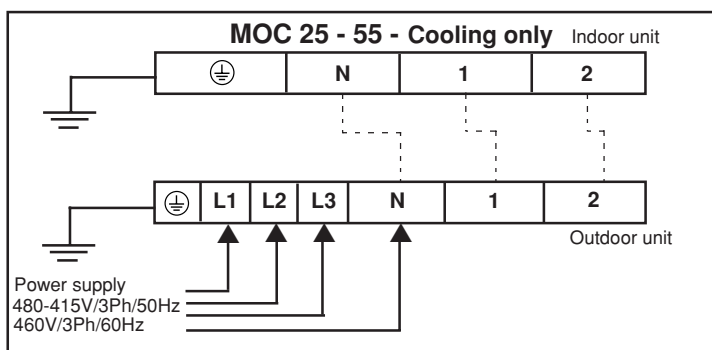 MOC 25 - 55 - Cooling only Indoor unit
N 1 2
L1 L2 L3 N 1 2
Outdoor unit
Power supply
480-415V/3Ph/50Hz
460V/3Ph/60Hz